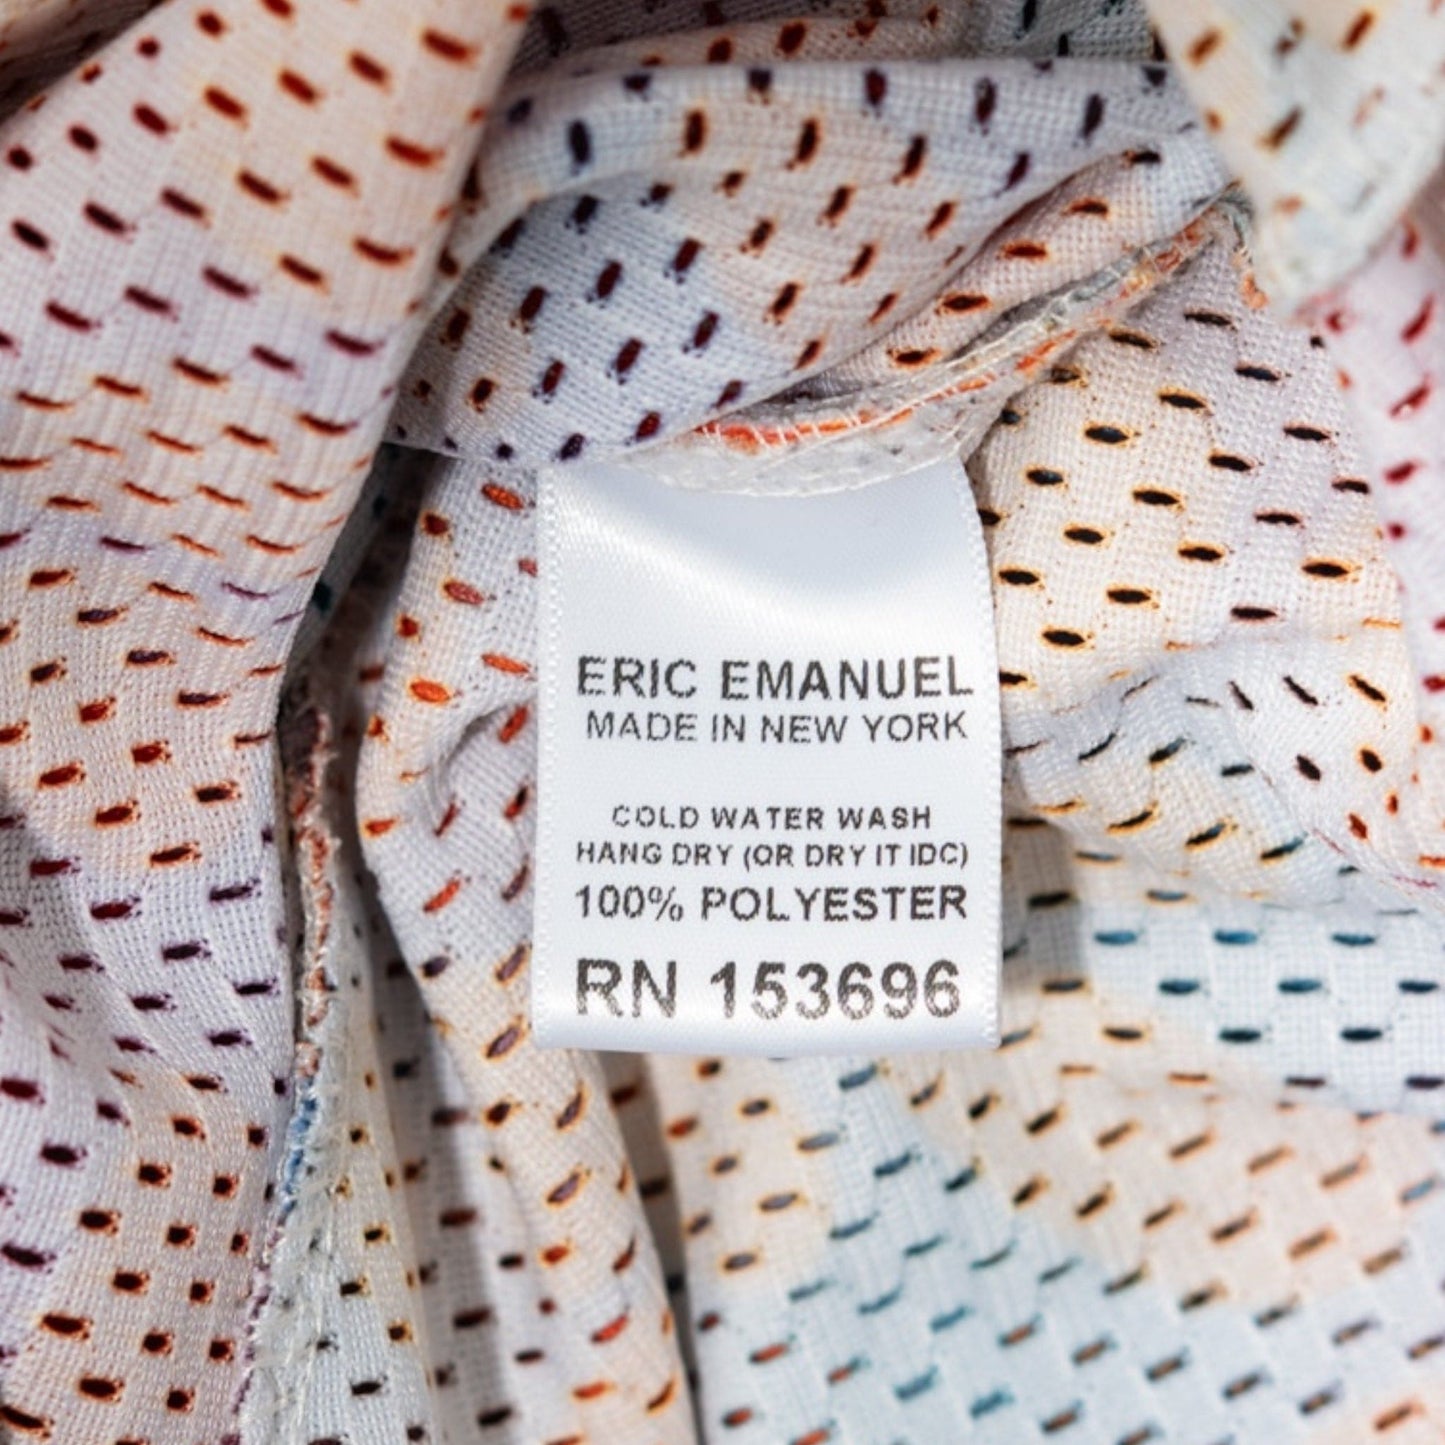 ERIC EMANUEL
MADE IN NEW YORK
COLD WATER WASH
HANG DRY (OR DRY IT IDC)
100% POLYESTER
RN 153696